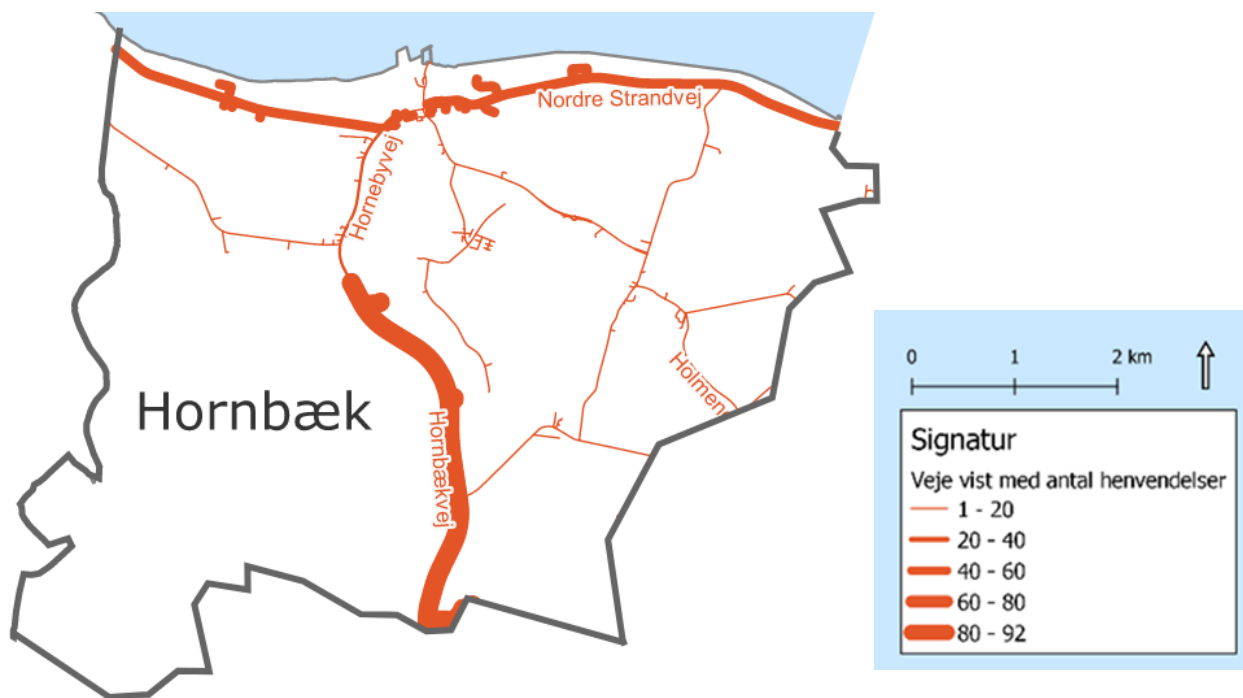 Nordre Strandvej
Hornebyvej
Holmen
Hornbæk
Hornbækvej
0 1 2 km
Signatur
Veje vist med antal henvendelser
1 - 20
20 - 40
40 - 60
60 - 80
80 - 92